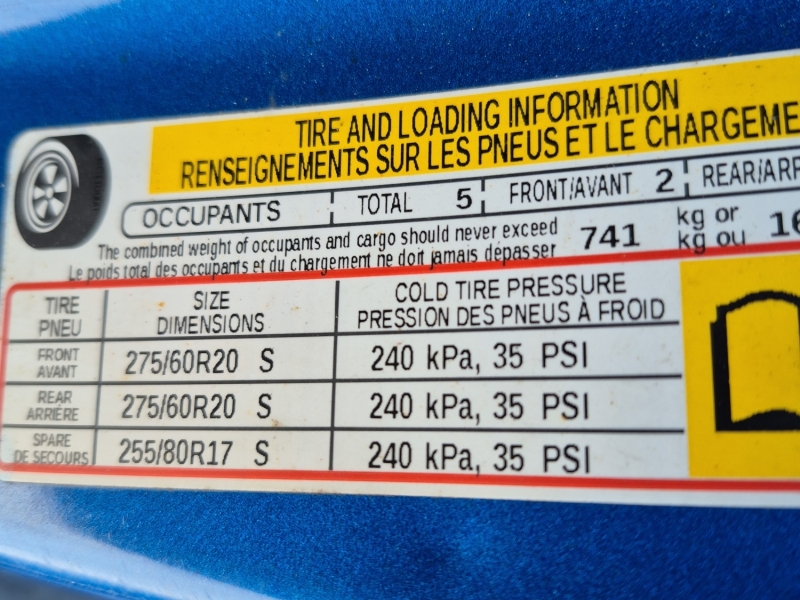 TIRE AND LOADING INFORMATION
RENSEIGNEMENTS SUR LES PNEUS ET LE CHARGEME
OCCUPANTS TOTAL 5 FRONT/AVANT 2 REAR/ARR
The combined weight of occupants and cargo should never exceed 741 kg or 16
Le poids total des occupants et du chargement ne doit jamais dépasser kg ou
TIRE SIZE COLD TIRE PRESSURE
PNEU DIMENSIONS PRESSION DES PNEUS À FROID
FRONT
AVANT 275/60R20 S 240 kPa, 35 PSI
REAR
ARRIÈRE 275/60R20 S 240 kPa, 35 PSI
SPARE
DE SECOURS 255/80R17 S 240 kPa, 35 PSI